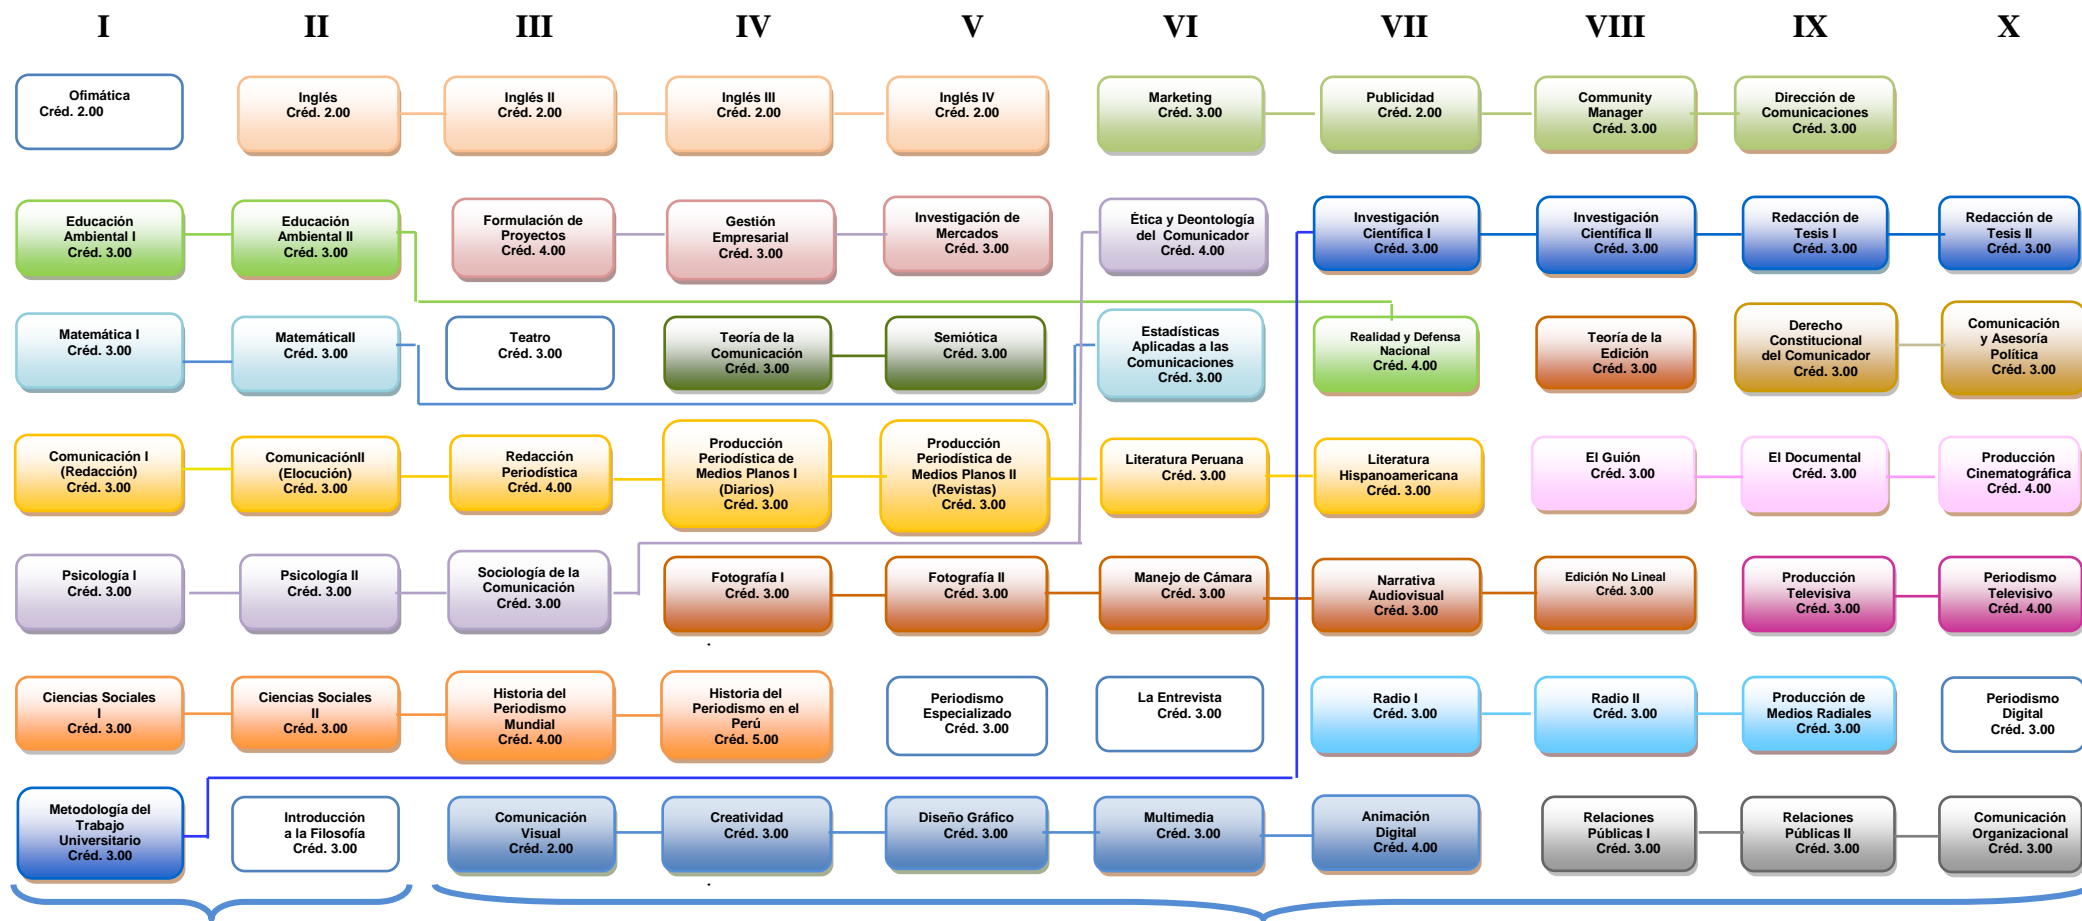 I II III IV V VI VII VIII IX X
Ofimática
Créd. 2.00
Inglés
Créd. 2.00
Inglés II
Créd. 2.00
Inglés III
Créd. 2.00
Inglés IV
Créd. 2.00
Marketing
Créd. 3.00
Publicidad
Créd. 2.00
Community
Manager
Créd. 3.00
Dirección de
Comunicaciones
Créd. 3.00
Educación
Ambiental I
Créd. 3.00
Educación
Ambiental II
Créd. 3.00
Formulación de
Proyectos
Créd. 4.00
Gestión
Empresarial
Créd. 3.00
Investigación de
Mercados
Créd. 3.00
Ética y Deontología
del Comunicador
Créd. 4.00
Investigación
Científica I
Créd. 3.00
Investigación
Científica II
Créd. 3.00
Redacción de
Tesis I
Créd. 3.00
Redacción de
Tesis II
Créd. 3.00
Matemática I
Créd. 3.00
MatemáticaII
Créd. 3.00
Teatro
Créd. 3.00
Teoría de la
Comunicación
Créd. 3.00
Semiótica
Créd. 3.00
Estadísticas
Aplicadas a las
Comunicaciones
Créd. 3.00
Realidad y Defensa
Nacional
Créd. 4.00
Teoría de la
Edición
Créd. 3.00
Derecho
Constitucional
del Comunicador
Créd. 3.00
Comunicación
y Asesoría
Política
Créd. 3.00
Comunicación I
(Redacción)
Créd. 3.00
ComunicaciónII
(Elocución)
Créd. 3.00
Redacción
Periodística
Créd. 4.00
Producción
Periodística de
Medios Planos I
(Diarios)
Créd. 3.00
Producción
Periodística de
Medios Planos II
(Revistas)
Créd. 3.00
Literatura Peruana
Créd. 3.00
Literatura
Hispanoamericana
Créd. 3.00
El Guión
Créd. 3.00
El Documental
Créd. 3.00
Producción
Cinematográfica
Créd. 4.00
Psicología I
Créd. 3.00
Psicología II
Créd. 3.00
Sociología de la
Comunicación
Créd. 3.00
Fotografía I
Créd. 3.00
Fotografía II
Créd. 3.00
Manejo de Cámara
Créd. 3.00
Narrativa
Audiovisual
Créd. 3.00
Edición No Lineal
Créd. 3.00
Producción
Televisiva
Créd. 3.00
Periodismo
Televisivo
Créd. 4.00
Ciencias Sociales
I
Créd. 3.00
Ciencias Sociales
II
Créd. 3.00
Historia del
Periodismo
Mundial
Créd. 4.00
Historia del
Periodismo en el
Perú
Créd. 5.00
Periodismo
Especializado
Créd. 3.00
La Entrevista
Créd. 3.00
Radio I
Créd. 3.00
Radio II
Créd. 3.00
Producción de
Medios Radiales
Créd. 3.00
Periodismo
Digital
Créd. 3.00
Metodología del
Trabajo
Universitario
Créd. 3.00
Introducción
a la Filosofía
Créd. 3.00
Comunicación
Visual
Créd. 2.00
Creatividad
Créd. 3.00
Diseño Gráfico
Créd. 3.00
Multimedia
Créd. 3.00
Animación
Digital
Créd. 4.00
Relaciones
Públicas I
Créd. 3.00
Relaciones
Públicas II
Créd. 3.00
Comunicación
Organizacional
Créd. 3.00